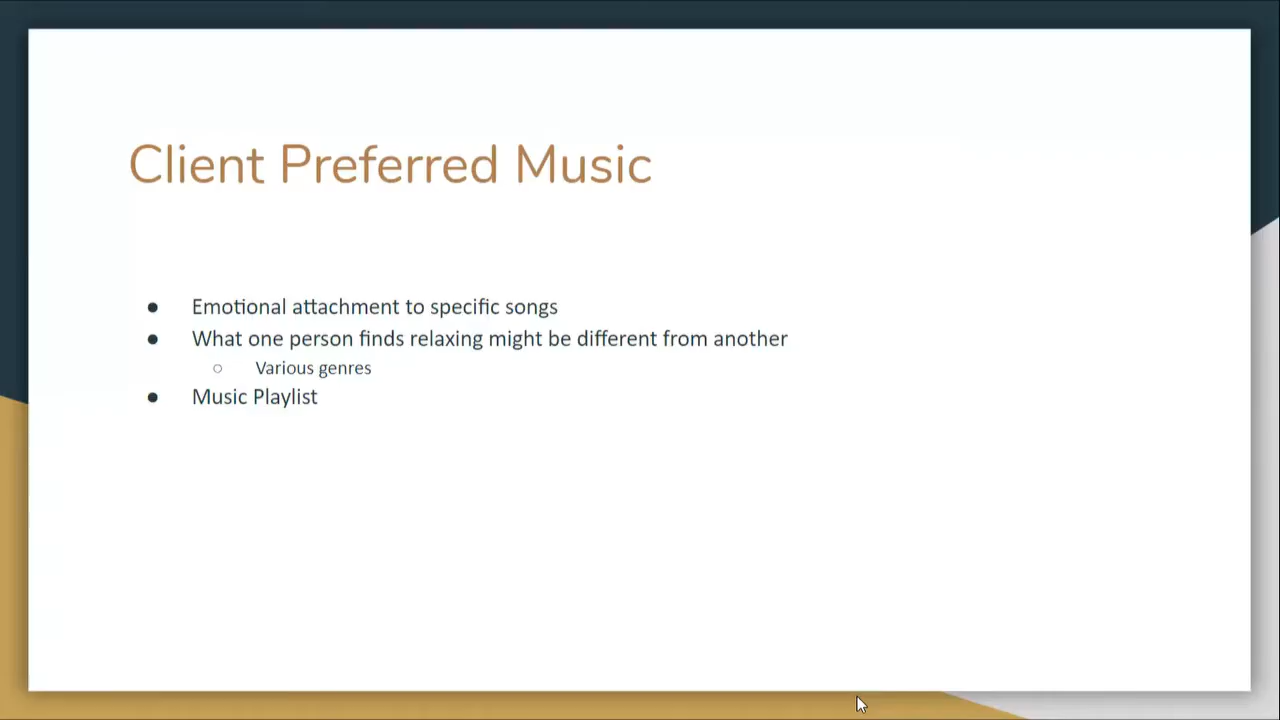 Client Preferred Music
● Emotional attachment to specific songs
● What one person finds relaxing might be different from another
○ Various genres
● Music Playlist